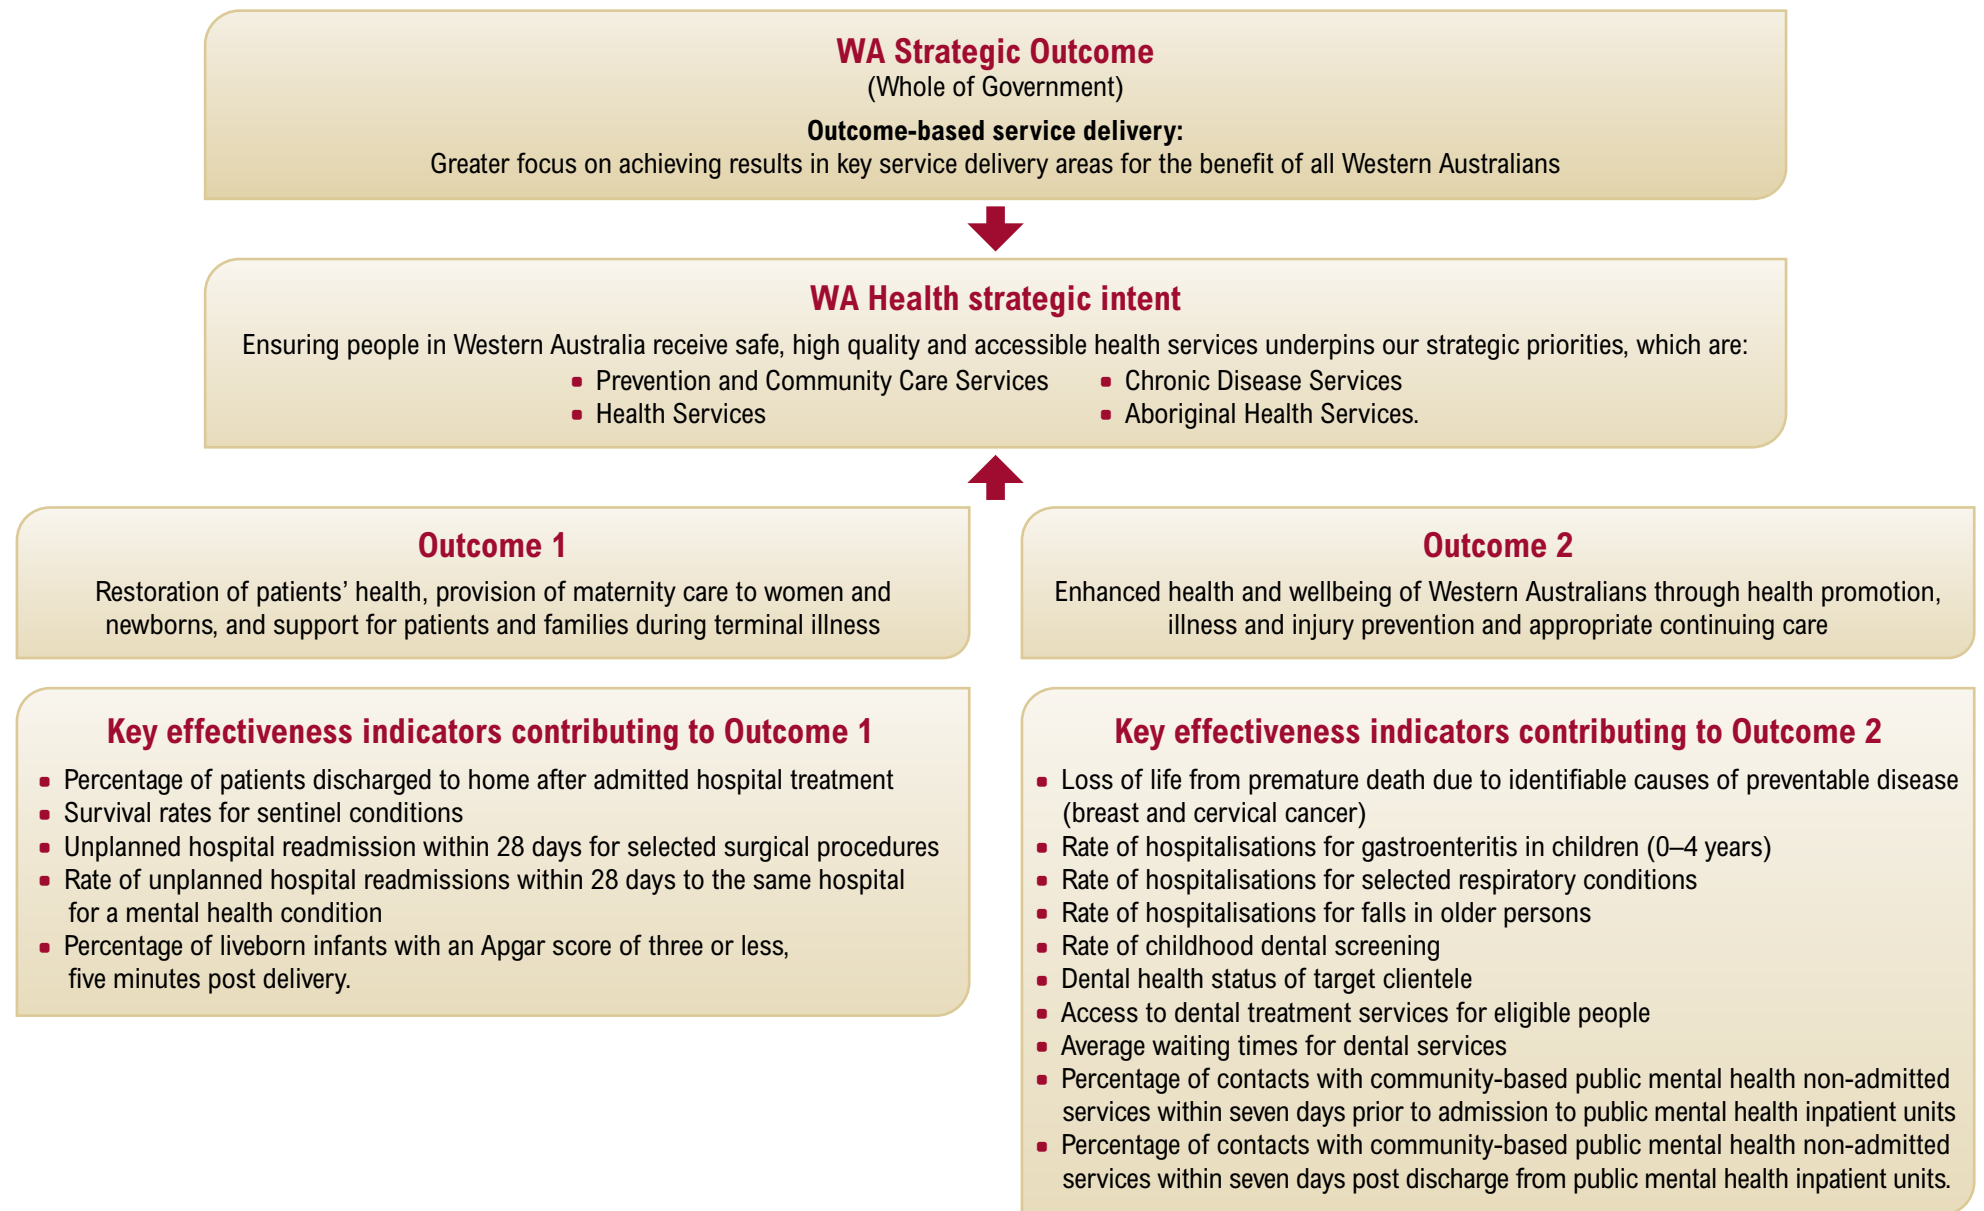 WA Strategic Outcome
(Whole of Government)
Outcome-based service delivery:
Greater focus on achieving results in key service delivery areas for the benefit of all Western Australians
WA Health strategic intent
Ensuring people in Western Australia receive safe, high quality and accessible health services underpins our strategic priorities, which are:
▪ Prevention and Community Care Services
▪ Health Services
▪ Chronic Disease Services
▪ Aboriginal Health Services.
Outcome 1
Restoration of patients’ health, provision of maternity care to women and
newborns, and support for patients and families during terminal illness
Outcome 2
Enhanced health and wellbeing of Western Australians through health promotion,
illness and injury prevention and appropriate continuing care
Key effectiveness indicators contributing to Outcome 1
▪ Percentage of patients discharged to home after admitted hospital treatment
▪ Survival rates for sentinel conditions
▪ Unplanned hospital readmission within 28 days for selected surgical procedures
▪ Rate of unplanned hospital readmissions within 28 days to the same hospital
for a mental health condition
▪ Percentage of liveborn infants with an Apgar score of three or less,
five minutes post delivery.
Key effectiveness indicators contributing to Outcome 2
▪ Loss of life from premature death due to identifiable causes of preventable disease
(breast and cervical cancer)
▪ Rate of hospitalisations for gastroenteritis in children (0–4 years)
▪ Rate of hospitalisations for selected respiratory conditions
▪ Rate of hospitalisations for falls in older persons
▪ Rate of childhood dental screening
▪ Dental health status of target clientele
▪ Access to dental treatment services for eligible people
▪ Average waiting times for dental services
▪ Percentage of contacts with community-based public mental health non-admitted
services within seven days prior to admission to public mental health inpatient units
▪ Percentage of contacts with community-based public mental health non-admitted
services within seven days post discharge from public mental health inpatient units.